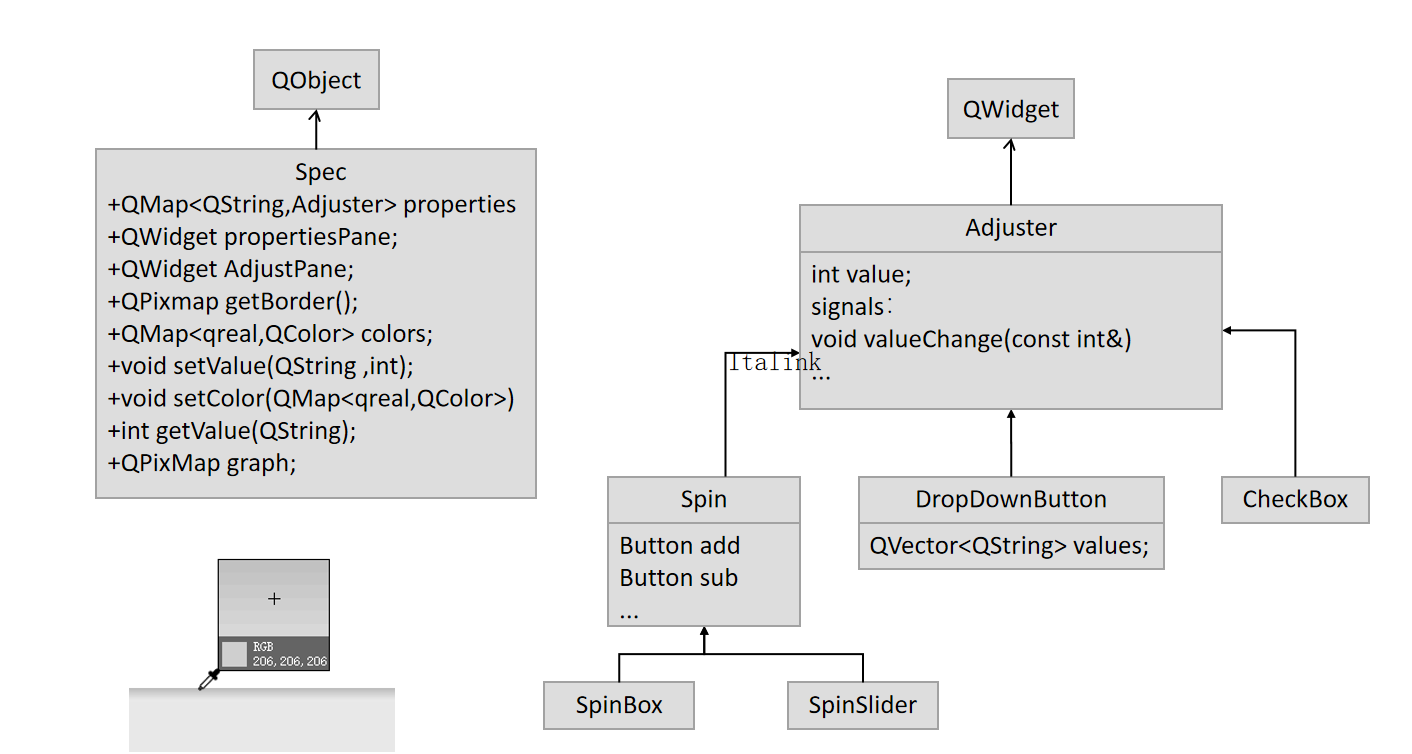 QObject
Spec
+QMap<QString,Adjuster> properties
+QWidget propertiesPane;
+QWidget AdjustPane;
+QPixmap getBorder();
+QMap<qreal,QColor> colors;
+void setValue(QString ,int);
+void setColor(QMap<qreal,QColor>)
+int getValue(QString);
+QPixMap graph;
QWidget
Adjuster
int value;
signals：
void valueChange(const int&)
...
Italink
Spin
Button add
Button sub
...
DropDownButton
QVector<QString> values;
CheckBox
SpinBox
SpinSlider
RGB
206, 206, 206